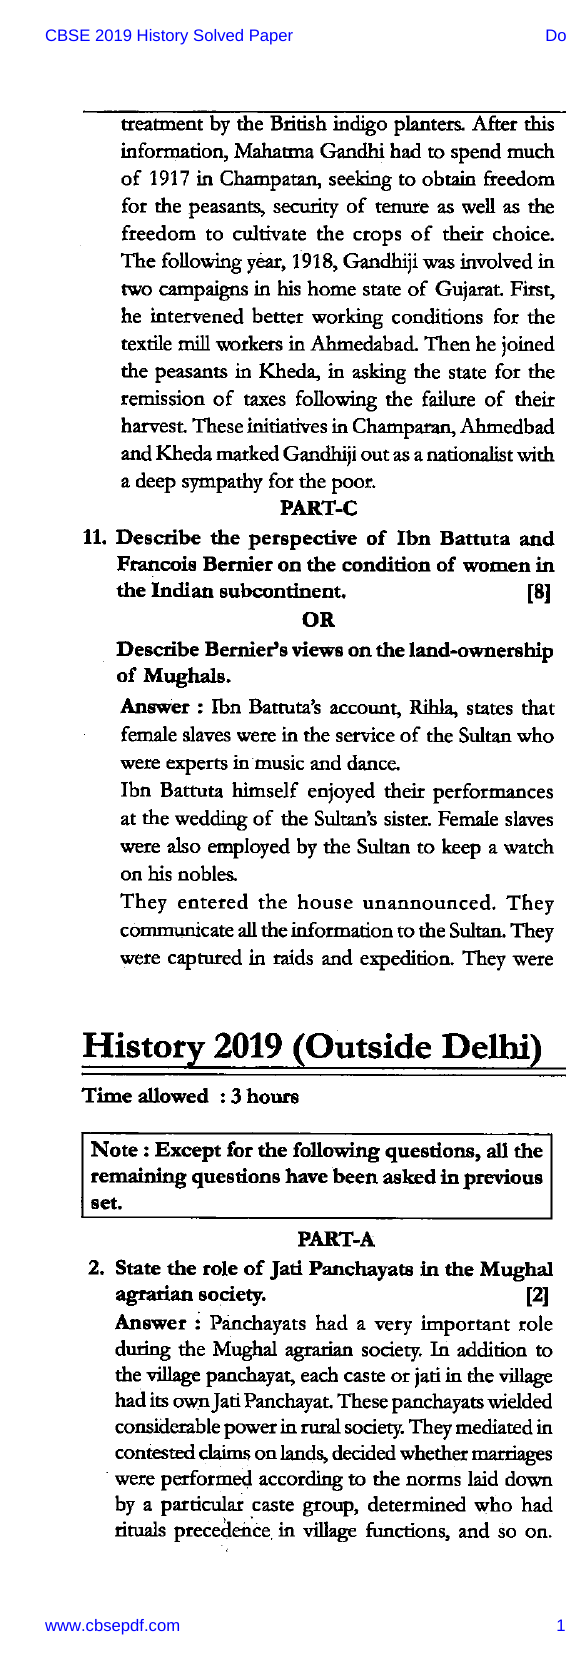 CBSE 2019 History Solved Paper
Do
treatment by the British indigo planters. After this
information, Mahatma Gandhi had to spend much
of 1917 in Champatan, seeking to obtain freedom
for the peasants, security of tenure as well as the
freedom to cultivate the crops of their choice.
The following year, 1918, Gandhiji was involved in
two campaigns in his home state of Gujarat. First,
he intervened better working conditions for the
textile mill workers in Ahmedabad. Then he joined
the peasants in Kheda, in asking the state for the
remission of taxes following the failure of their
harvest. These initiatives in Champaran, Ahmedbad
and Kheda marked Gandhiji out as a nationalist with
a deep sympathy for the poor.
PART-C
11. Describe the perspective of Ibn Battuta and
Francois Bernier on the condition of women in
the Indian subcontinent. [8]
OR
Describe Bernier's views on the land-ownership
of Mughals.
Answer : Ibn Battuta's account, Rihla, states that
female slaves were in the service of the Sultan who
were experts in music and dance.
Ibn Battuta himself enjoyed their performances
at the wedding of the Sultan's sister. Female slaves
were also employed by the Sultan to keep a watch
on his nobles.
They entered the house unannounced. They
communicate all the information to the Sultan. They
were captured in raids and expedition. They were
History 2019 (Outside Delhi)
Time allowed : 3 hours
Note : Except for the following questions, all the
remaining questions have been asked in previous
set.
PART-A
2. State the role of Jati Panchayats in the Mughal
agrarian society. [2]
Answer : Panchayats had a very important role
during the Mughal agrarian society. In addition to
the village panchayat, each caste or jati in the village
had its own Jati Panchayat. These panchayats wielded
considerable power in rural society. They mediated in
contested claims on lands, decided whether marriages
were performed according to the norms laid down
by a particular caste group, determined who had
rituals precedence in village functions, and so on.
www.cbsepdf.com
1